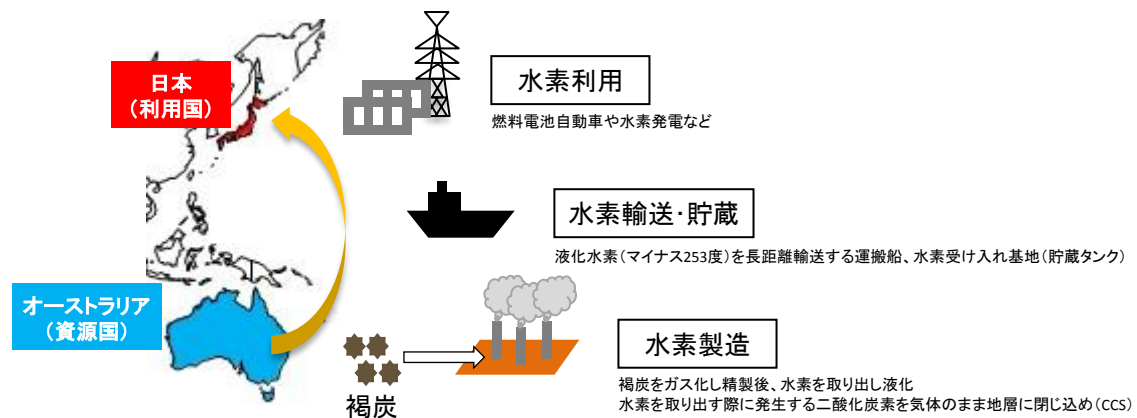 日本
（利用国）
水素利用
燃料電池自動車や水素発電など
水素輸送・貯蔵
液化水素（マイナス253度）を長距離輸送する運搬船、水素受け入れ基地（貯蔵タンク）
オーストラリア
（資源国）
褐炭
水素製造
褐炭をガス化し精製後、水素を取り出し液化
水素を取り出す際に発生する二酸化炭素を気体のまま地層に閉じ込め（CCS）